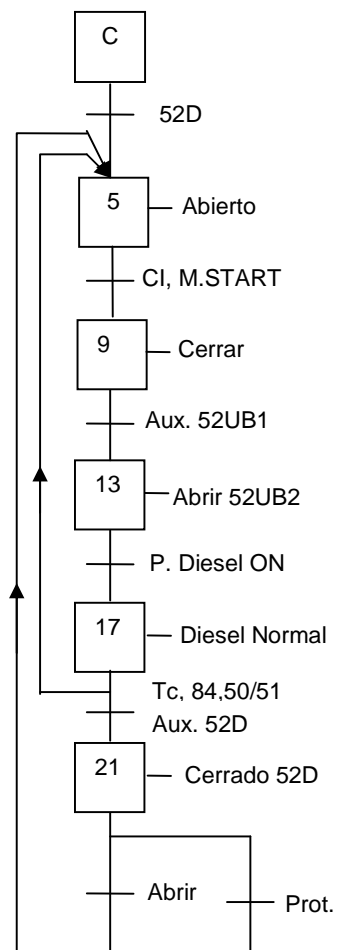 C
52D
5
Abierto
CI, M.START
9
Cerrar
Aux. 52UB1
13
Abrir 52UB2
P. Diesel ON
17
Diesel Normal
Tc, 84,50/51
Aux. 52D
21
Cerrado 52D
Abrir
Prot.